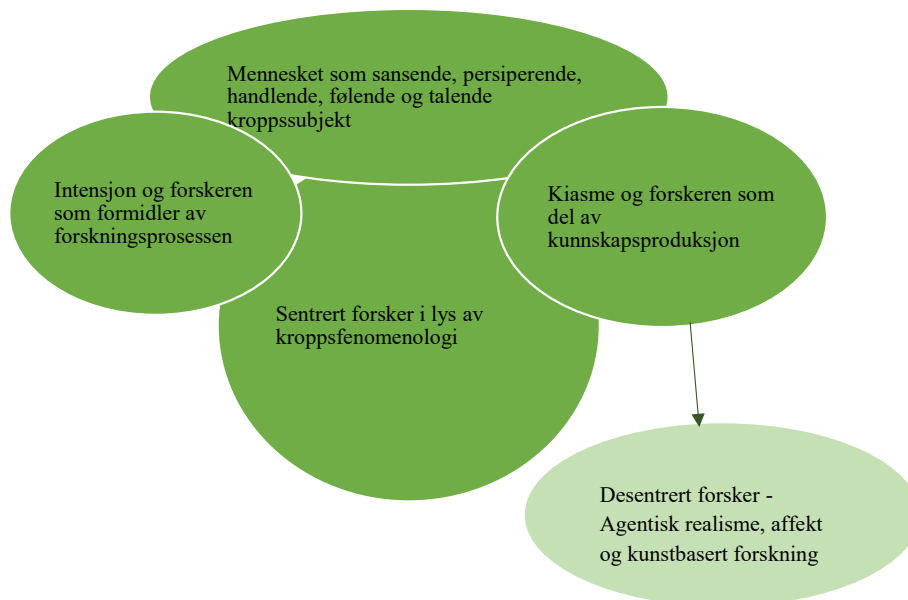 Mennesket som sansende, persiperende,
handlende, følende og talende
kroppssubjekt
Intensjon og forskeren
som formidler av
forskningsprosessen
Kiasme og forskeren som
del av
kunnskapsproduksjon
Sentrert forsker i lys av
kroppsfenomenologi
Desentrert forsker -
Agentisk realisme, affekt
og kunstbasert forskning